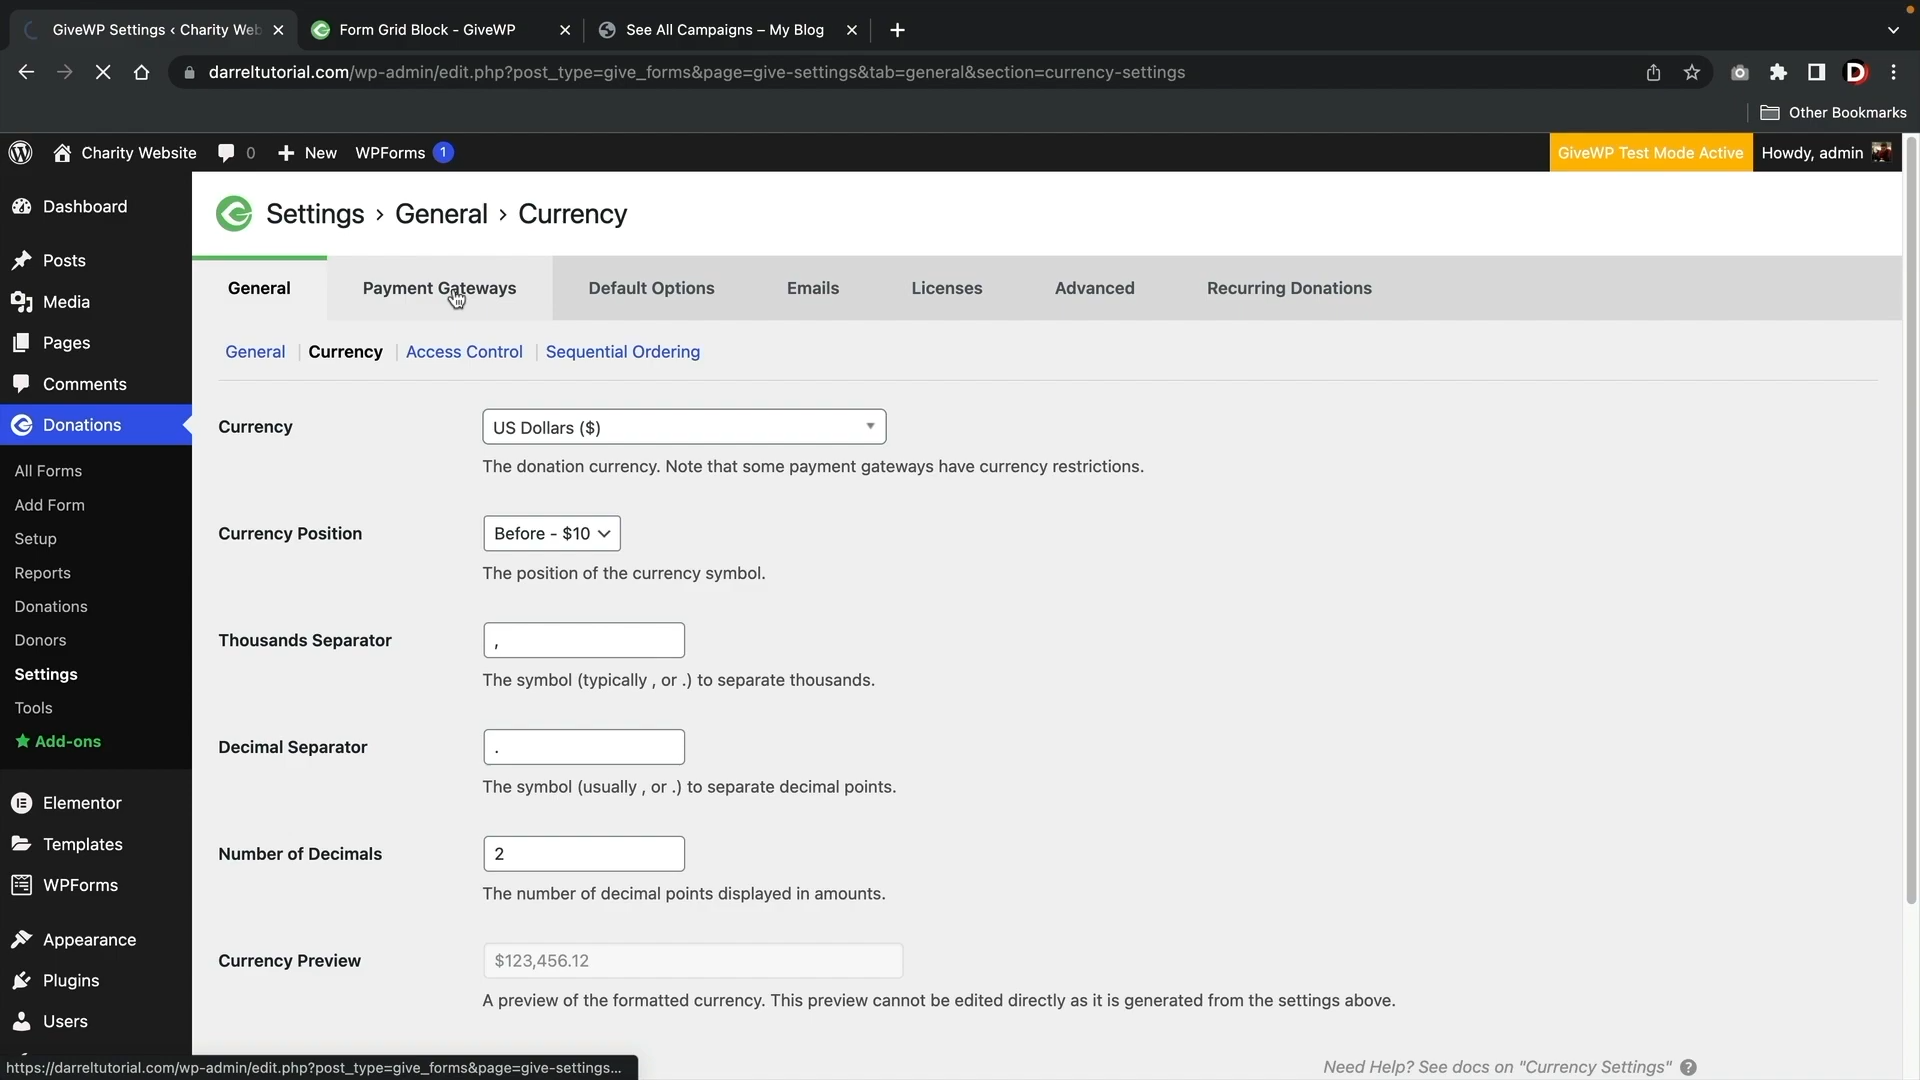 GiveWP Settings ‹ Charity Web
Form Grid Block - GiveWP
See All Campaigns – My Blog
darreltutorial.com/wp-admin/edit.php?post_type=give_forms&page=give-settings&tab=general&section=currency-settings
Other Bookmarks
Charity Website
0
New
WPForms 1
GiveWP Test Mode Active
Howdy, admin
Dashboard
Posts
Media
Pages
Comments
Donations
All Forms
Add Form
Setup
Reports
Donations
Donors
Settings
Tools
Add-ons
Elementor
Templates
WPForms
Appearance
Plugins
Users
Settings › General › Currency
General
Payment Gateways
Default Options
Emails
Licenses
Advanced
Recurring Donations
General | Currency | Access Control | Sequential Ordering
Currency
US Dollars ($)
The donation currency. Note that some payment gateways have currency restrictions.
Currency Position
Before - $10
The position of the currency symbol.
Thousands Separator
,
The symbol (typically , or .) to separate thousands.
Decimal Separator
.
The symbol (usually , or .) to separate decimal points.
Number of Decimals
2
The number of decimal points displayed in amounts.
Currency Preview
$123,456.12
A preview of the formatted currency. This preview cannot be edited directly as it is generated from the settings above.
Need Help? See docs on "Currency Settings" ?
https://darreltutorial.com/wp-admin/edit.php?post_type=give_forms&page=give-settings...